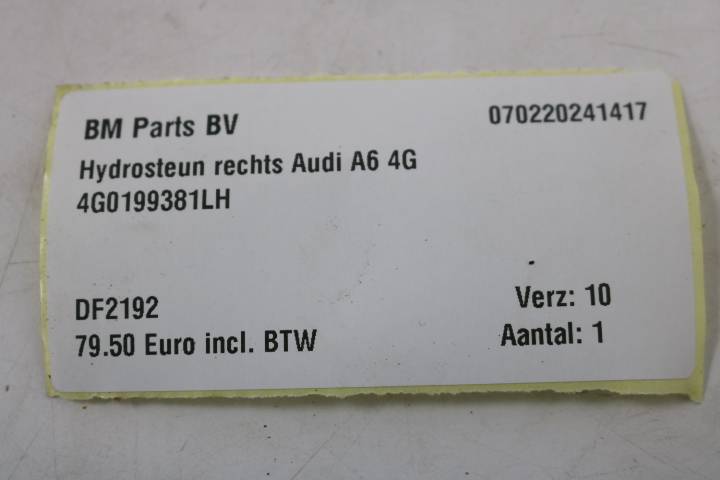 BM Parts BV
070220241417
Hydrosteun rechts Audi A6 4G
4G0199381LH
DF2192
Verz: 10
79.50 Euro incl. BTW
Aantal: 1